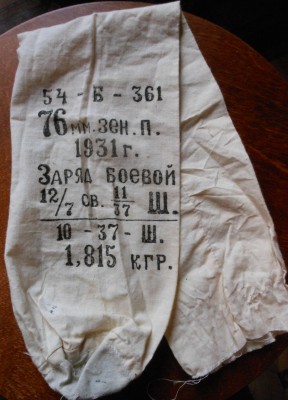 54 - Б - 361
76 мм. зен. п.
1931 г.
Заряд боевой
12/7 св. 11/37 Ш.
10 - 37 - Ш.
1,815 кгр.